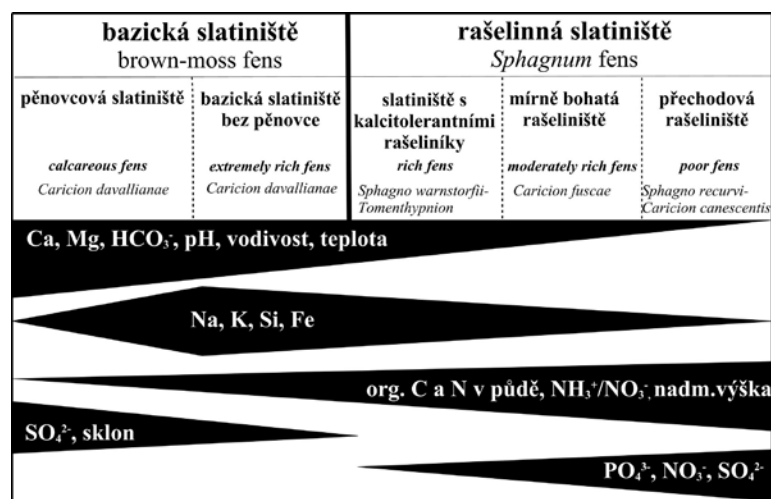 bazická slatiniště
brown-moss fens
rašelinná slatiniště
Sphagnum fens
pěnovcová slatiniště
calcareous fens
Caricion davallianae
bazická slatiniště
bez pěnovce
extremely rich fens
Caricion davallianae
slatiniště s
kalcitolerantními
rašeliníky
rich fens
Sphagno warnstorfii-
Tomenthypnion
mírně bohatá
rašeliniště
moderately rich fens
Caricion fuscae
přechodová
rašeliniště
poor fens
Sphagno recurvi-
Caricion canescentis
Ca, Mg, HCO₃⁻, pH, vodivost, teplota
Na, K, Si, Fe
org. C a N v půdě, NH₃⁺/NO₃⁻, nadm.výška
SO₄²⁻, sklon
PO₄³⁻, NO₃⁻, SO₄²⁻